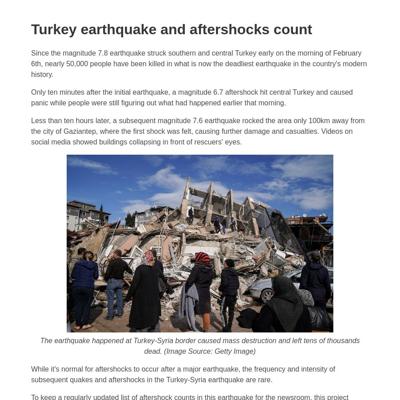 Turkey earthquake and aftershocks count
Since the magnitude 7.8 earthquake struck southern and central Turkey early on the morning of February
6th, nearly 50,000 people have been killed in what is now the deadliest earthquake in the country's modern
history.
Only ten minutes after the initial earthquake, a magnitude 6.7 aftershock hit central Turkey and caused
panic while people were still figuring out what had happened earlier that morning.
Less than ten hours later, a subsequent magnitude 7.6 earthquake rocked the area only 100km away from
the city of Gaziantep, where the first shock was felt, causing further damage and casualties. Videos on
social media showed buildings collapsing in front of rescuers' eyes.
The earthquake happened at Turkey-Syria border caused mass destruction and left tens of thousands
dead. (Image Source: Getty Image)
While it's normal for aftershocks to occur after a major earthquake, the frequency and intensity of
subsequent quakes and aftershocks in the Turkey-Syria earthquake are rare.
To keep a regularly updated list of aftershock counts in this earthquake for the newsroom, this project